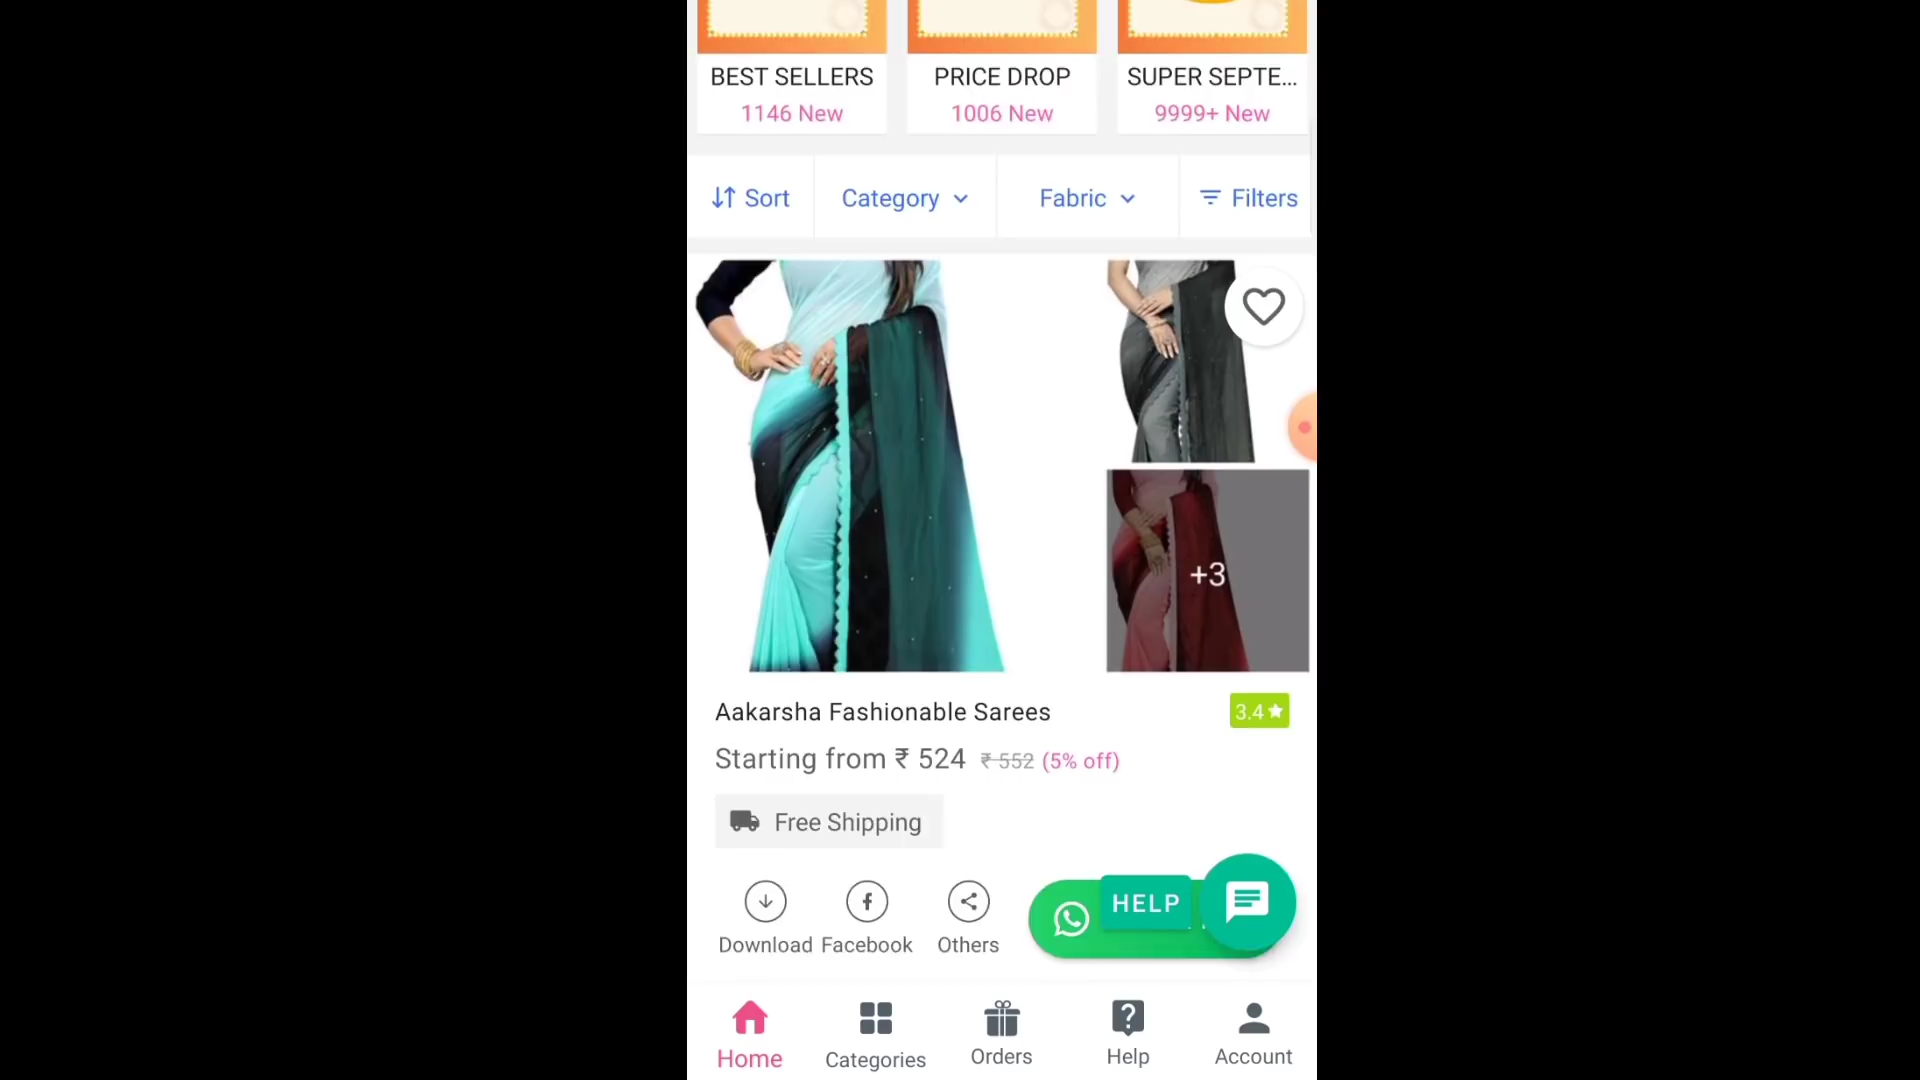 BEST SELLERS
1146 New
PRICE DROP
1006 New
SUPER SEPTE...
9999+ New
Sort
Category
Fabric
Filters
+3
Aakarsha Fashionable Sarees
3.4
Starting from ₹ 524 ₹ 552 (5% off)
Free Shipping
Download
Facebook
Others
HELP
Home
Categories
Orders
Help
Account